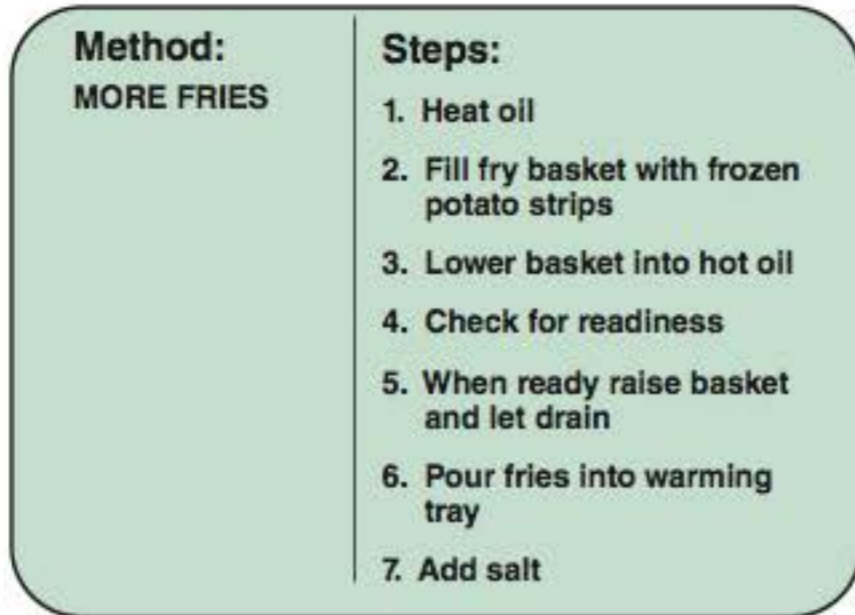 Method:
MORE FRIES
Steps:
1. Heat oil
2. Fill fry basket with frozen
potato strips
3. Lower basket into hot oil
4. Check for readiness
5. When ready raise basket
and let drain
6. Pour fries into warming
tray
7. Add salt